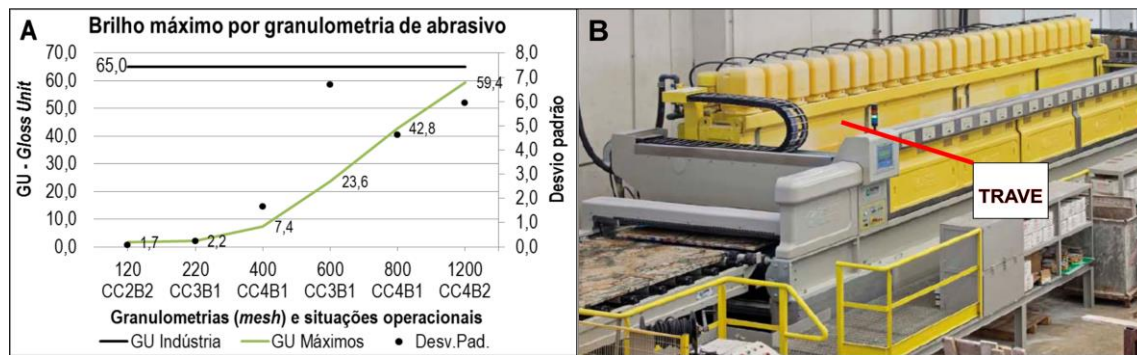 A
Brilho máximo por granulometria de abrasivo
GU - Gloss Unit
70,0
60,0
50,0
40,0
30,0
20,0
10,0
0,0
65,0
1,7
2,2
7,4
23,6
42,8
59,4
8,0
7,0
6,0
5,0
4,0
3,0
2,0
1,0
0,0
Desvio padrão
120 220 400 600 800 1200
CC2B2 CC3B1 CC4B1 CC3B1 CC4B1 CC4B2
Granulometrias (mesh) e situações operacionais
GU Indústria GU Máximos Desv.Pad.
B
TRAVE